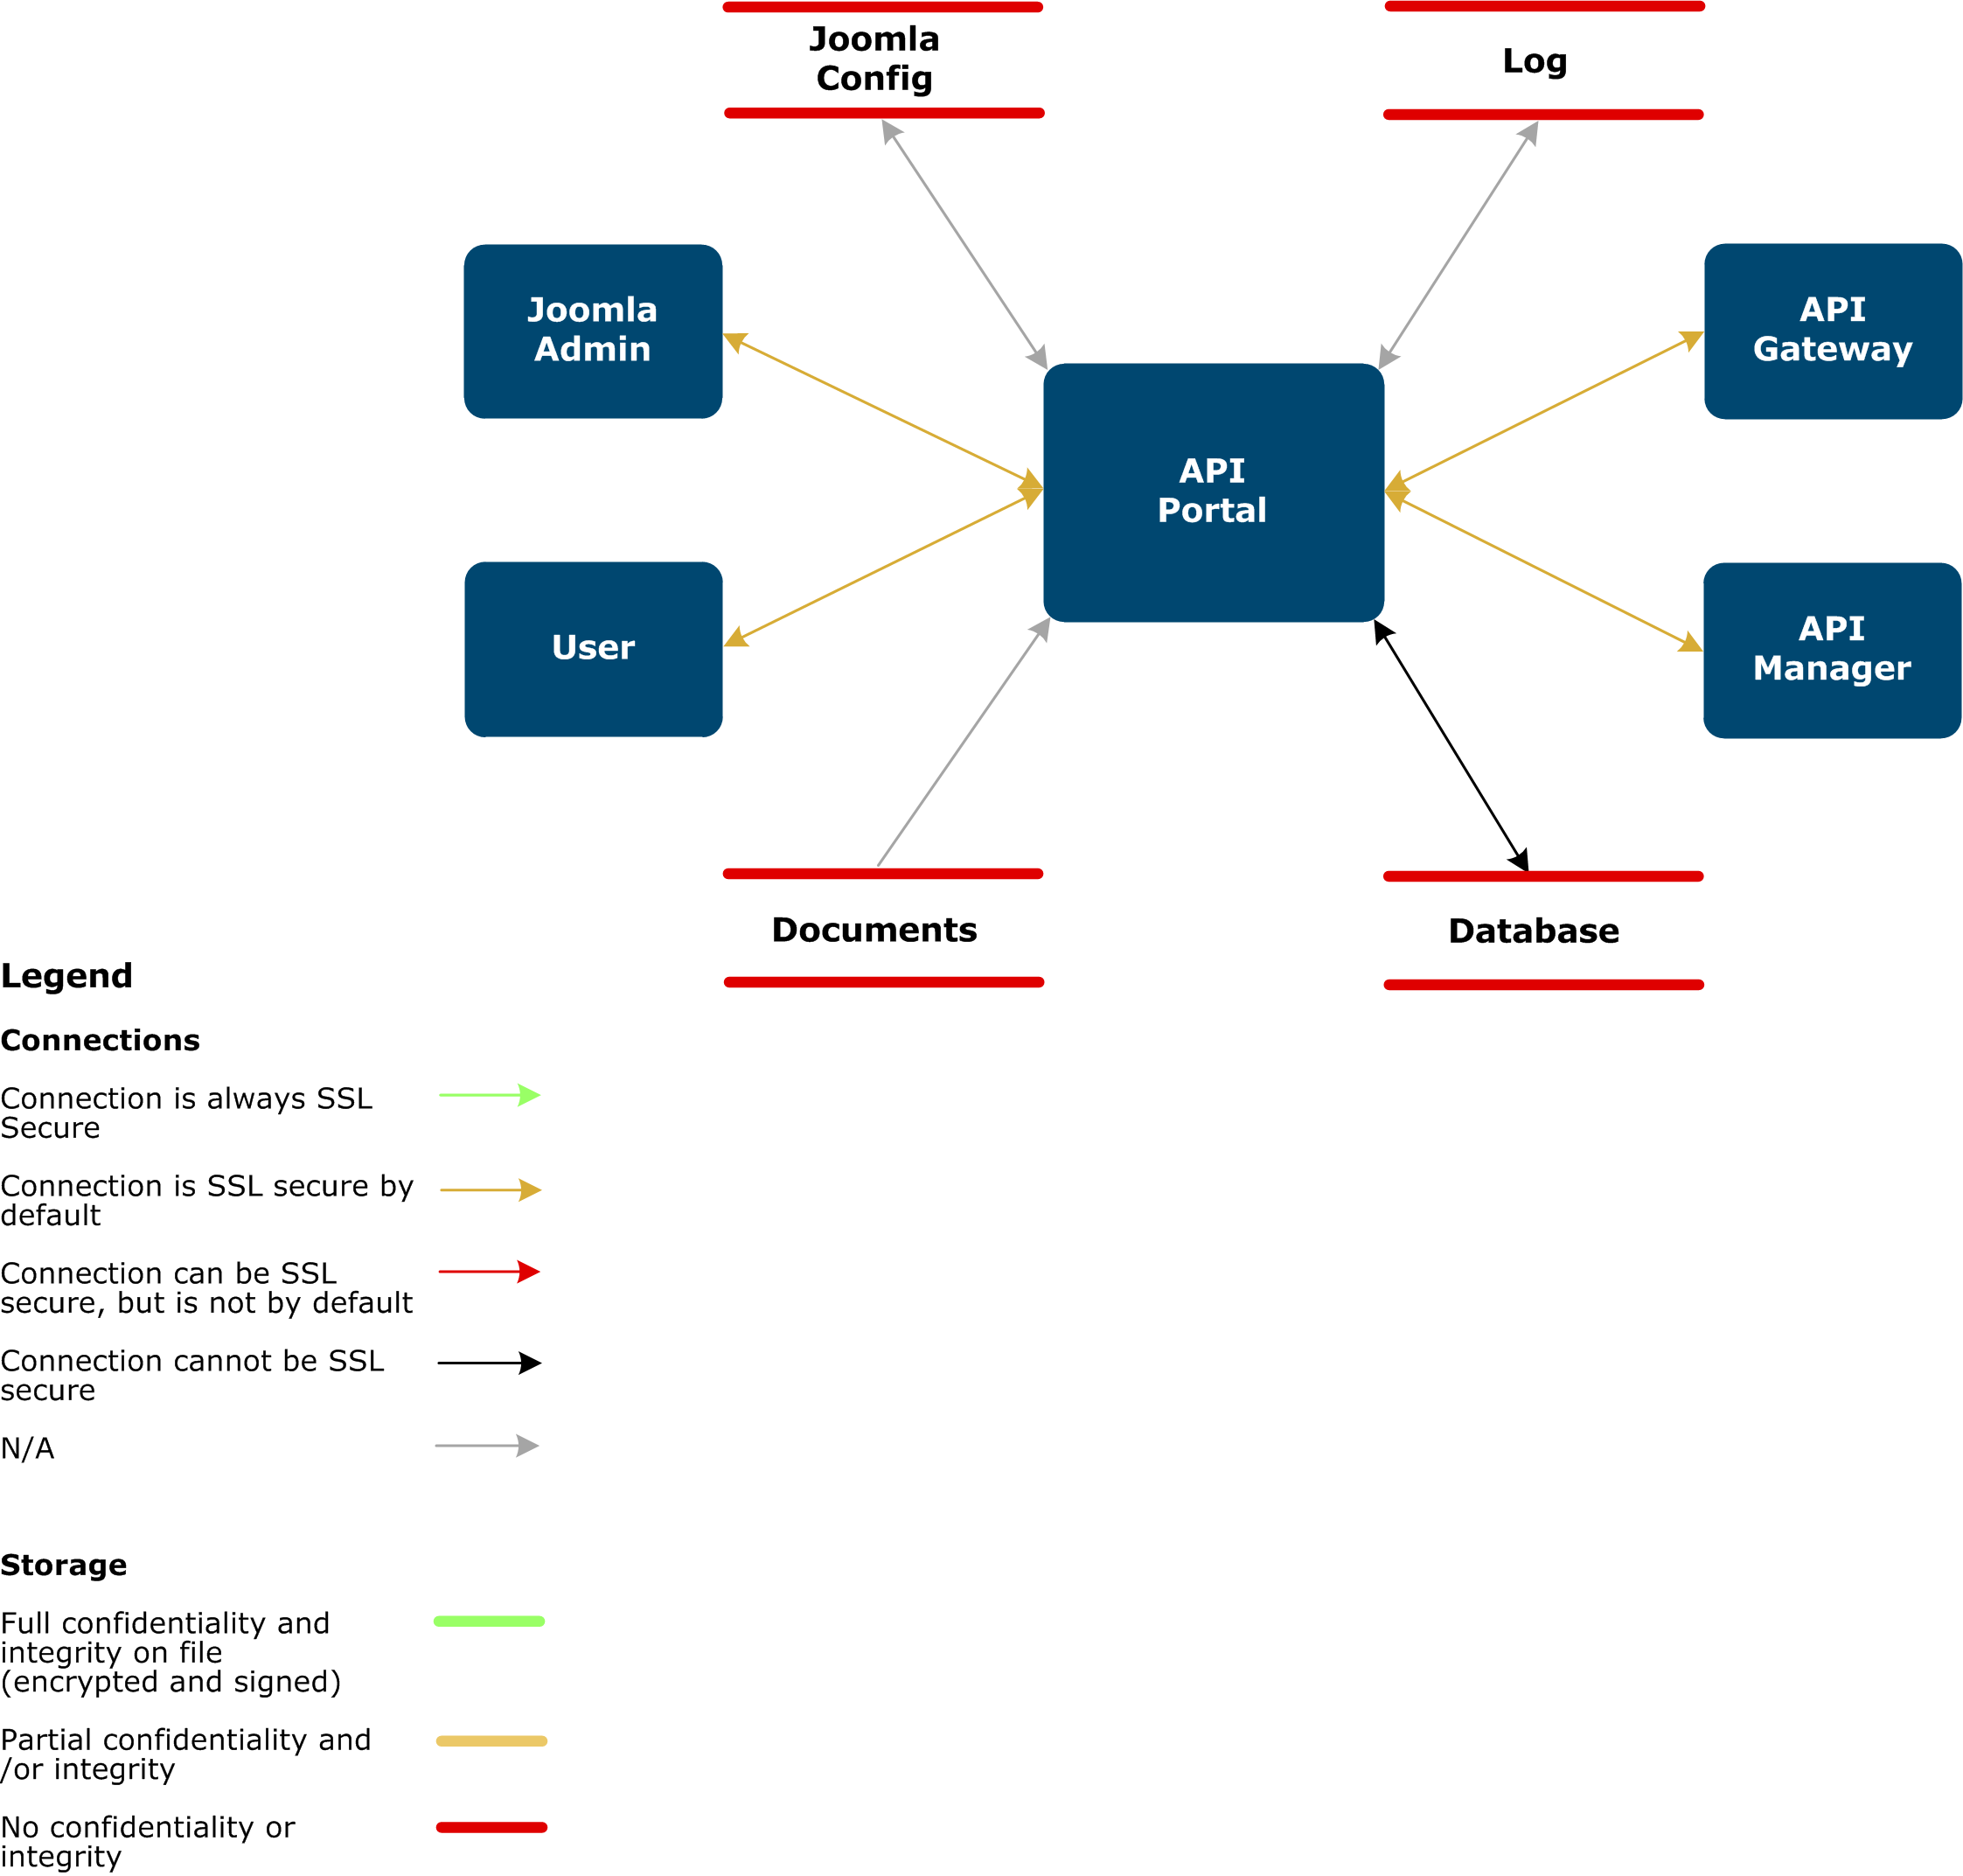 Joomla
Config
Log
Joomla
Admin
API
Gateway
API
Portal
User
API
Manager
Documents
Database
Legend
Connections
Connection is always SSL
Secure
Connection is SSL secure by
default
Connection can be SSL
secure, but is not by default
Connection cannot be SSL
secure
N/A
Storage
Full confidentiality and
integrity on file
(encrypted and signed)
Partial confidentiality and
/or integrity
No confidentiality or
integrity